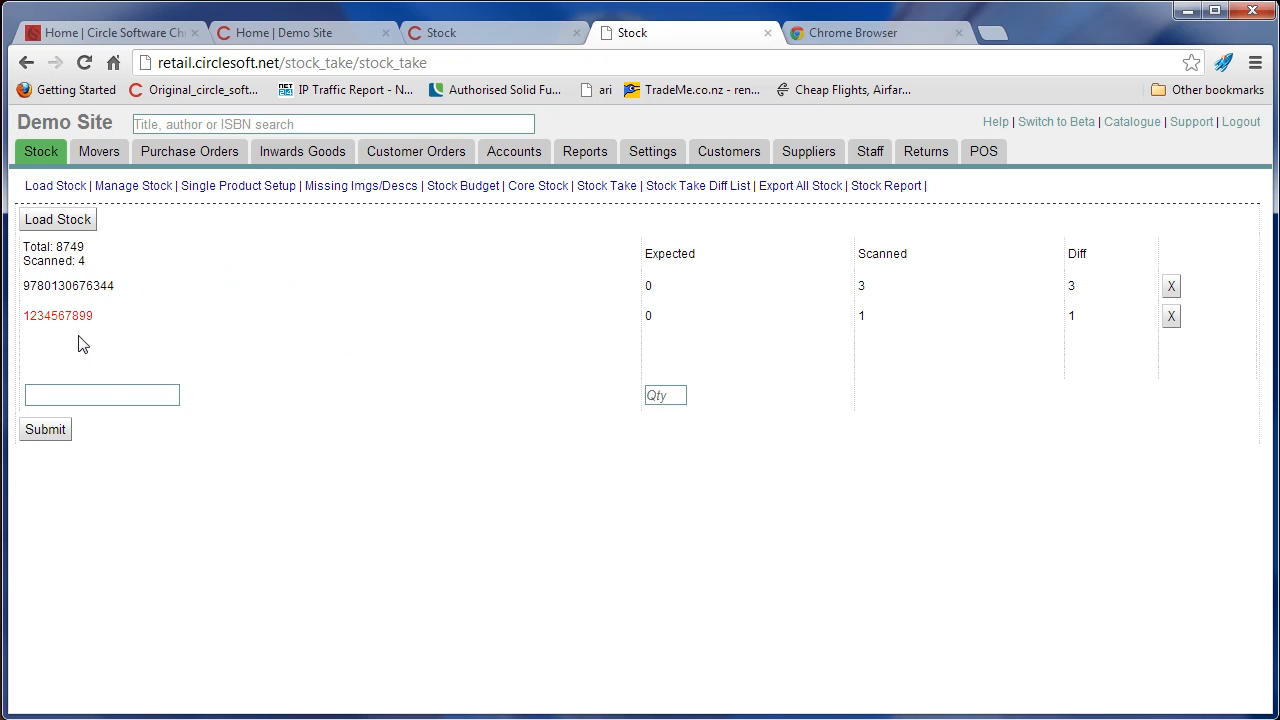 Home | Circle Software Ch
Home | Demo Site
Stock
Stock
Chrome Browser
retail.circlesoft.net/stock_take/stock_take
Getting Started
Original_circle_soft...
IP Traffic Report - N...
Authorised Solid Fu...
ari
TradeMe.co.nz - ren...
Cheap Flights, Airfar...
Other bookmarks
Demo Site
Title, author or ISBN search
Help | Switch to Beta | Catalogue | Support | Logout
Stock
Movers
Purchase Orders
Inwards Goods
Customer Orders
Accounts
Reports
Settings
Customers
Suppliers
Staff
Returns
POS
Load Stock | Manage Stock | Single Product Setup | Missing Imgs/Descs | Stock Budget | Core Stock | Stock Take | Stock Take Diff List | Export All Stock | Stock Report |
Load Stock
Total: 8749
Scanned: 4
Expected Scanned Diff
9780130676344 0 3 3 X
1234567899 0 1 1 X
Qty
Submit